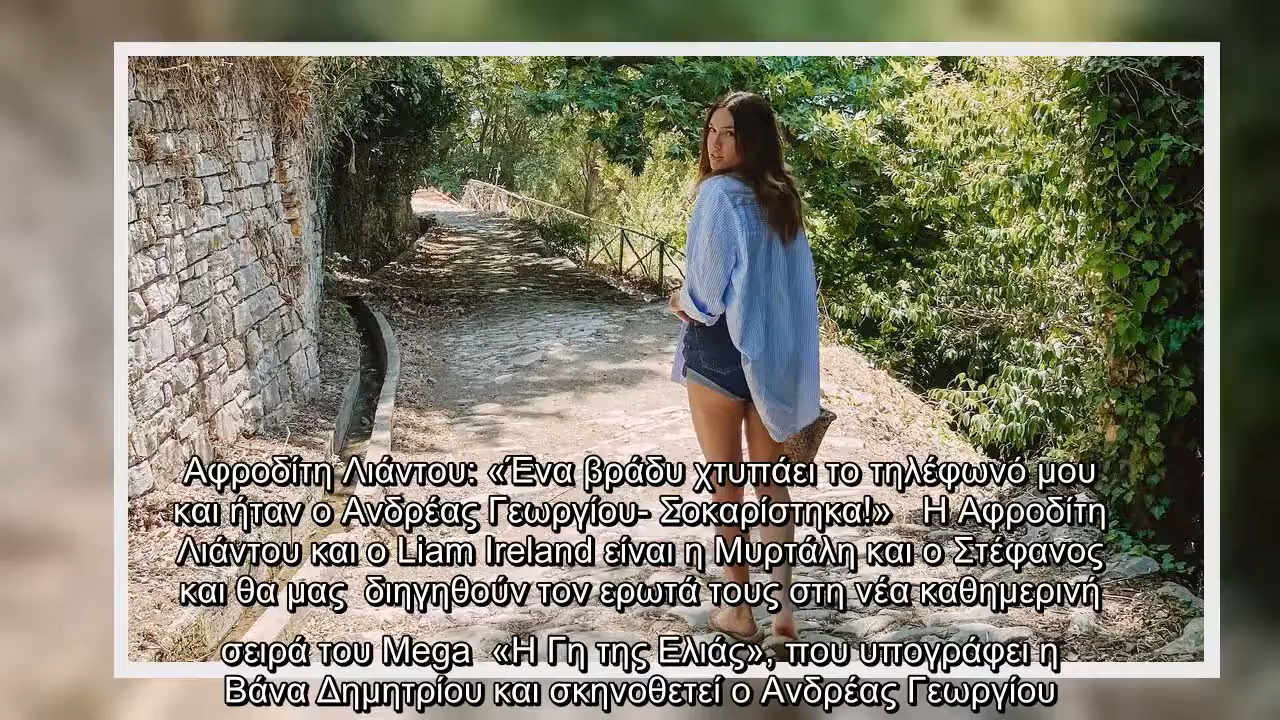 Αφροδίτη Λιάντου: «Ένα βράδυ χτυπάει το τηλέφωνό μου
και ήταν ο Ανδρέας Γεωργίου- Σοκαρίστηκα!»   Η Αφροδίτη
Λιάντου και ο Liam Ireland είναι η Μυρτάλη και ο Στέφανος
και θα μας  διηγηθούν τον ερωτά τους στη νέα καθημερινή
σειρά του Mega  «Η Γη της Ελιάς», που υπογράφει η
Βάνα Δημητρίου και σκηνοθετεί ο Ανδρέας Γεωργίου